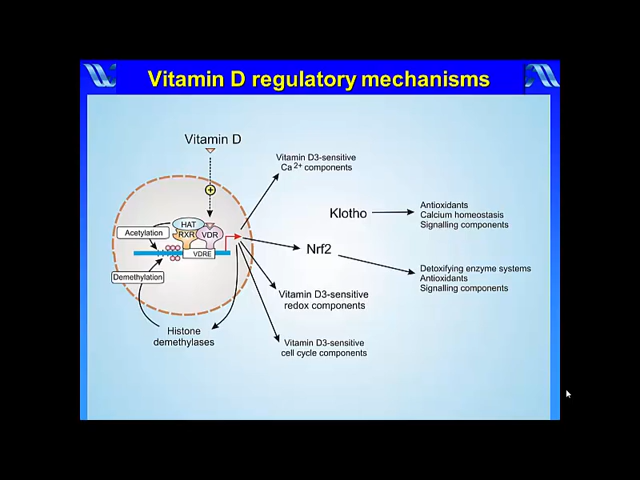 Vitamin D regulatory mechanisms
Vitamin D
Vitamin D3-sensitive
Ca 2+ components
+
HAT
Acetylation
RXR
VDR
VDRE
Demethylation
Histone
demethylases
Klotho
Antioxidants
Calcium homeostasis
Signalling components
Nrf2
Detoxifying enzyme systems
Antioxidants
Signalling components
Vitamin D3-sensitive
redox components
Vitamin D3-sensitive
cell cycle components